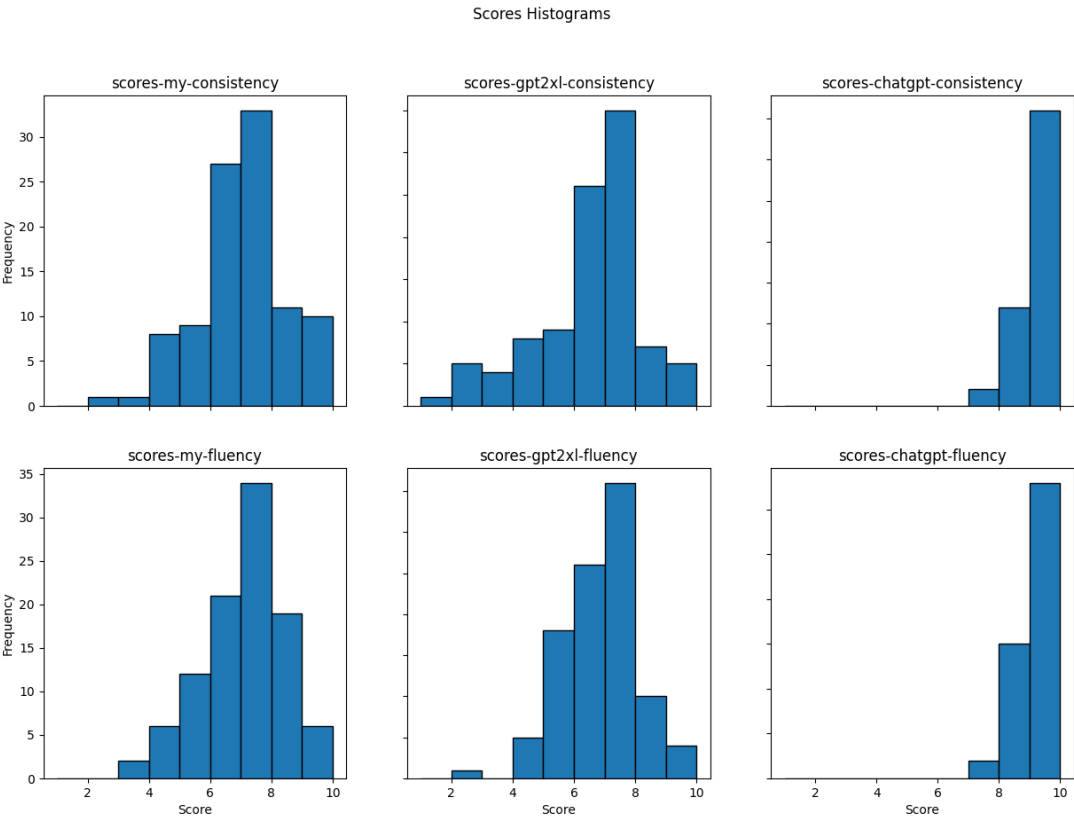 Scores Histograms
scores-my-consistency
scores-gpt2xl-consistency
scores-chatgpt-consistency
30
25
20
15
10
5
0
Frequency
scores-my-fluency
scores-gpt2xl-fluency
scores-chatgpt-fluency
35
30
25
20
15
10
5
0
Frequency
2 4 6 8 10
2 4 6 8 10
2 4 6 8 10
Score
Score
Score